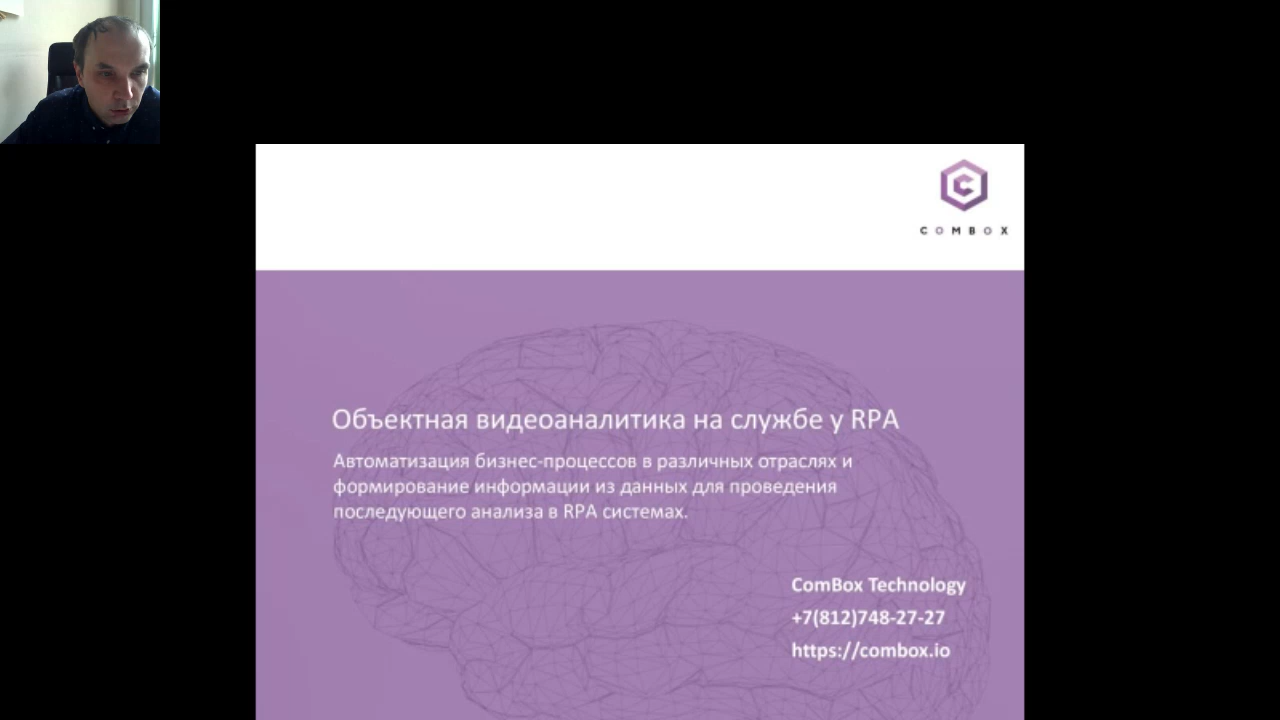 COMBOX
Объектная видеоаналитика на службе у RPA
Автоматизация бизнес-процессов в различных отраслях и
формирование информации из данных для проведения
последующего анализа в RPA системах.
ComBox Technology
+7(812)748-27-27
https://combox.io